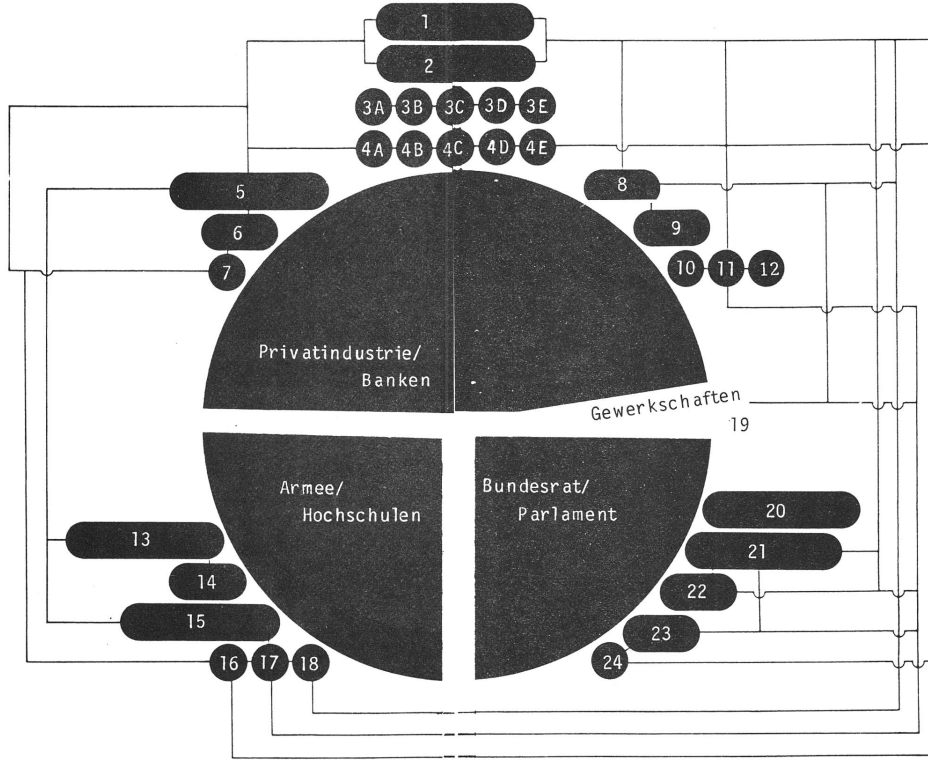 1
2
3A 3B 3C 3D 3E
4A 4B 4C 4D 4E
5
8
6
9
7
10 11 12
Privatindustrie/
Banken
Gewerkschaften
19
Armee/
Hochschulen
Bundesrat/
Parlament
20
13
21
14
22
15
23
16 17 18
24